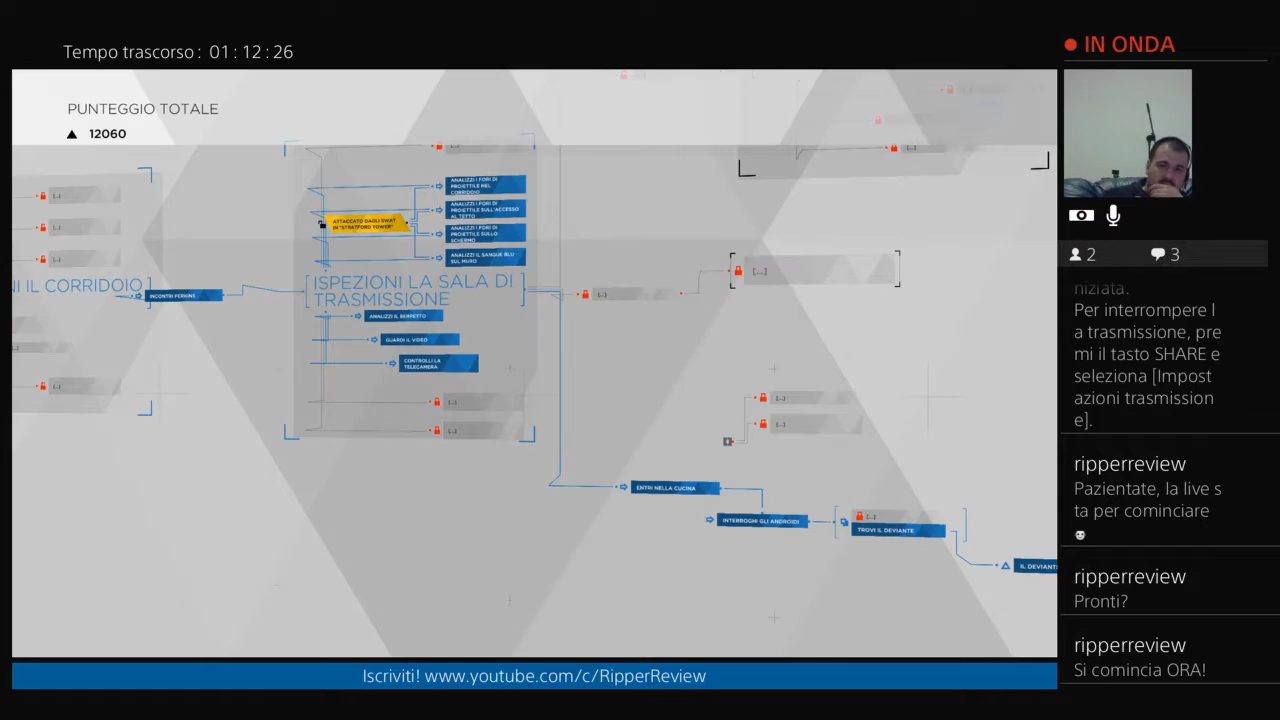 Tempo trascorso: 01:12:26
IN ONDA
PUNTEGGIO TOTALE
12060
ANALIZZI I FORI DI
PROIETTILE NEL
CORRIDOIO
ANALIZZI I FORI DI
PROIETTILE SULL'ACCESSO
AL TETTO
ATTACCATO DAGLI SWAT
IN "STRATFORD TOWER"
ANALIZZI I FORI DI
PROIETTILE SULLO
SCHERMO
ANALIZZI IL SANGUE BLU
SUL MURO
NI IL CORRIDOIO
INCONTRI PERKINS
ISPEZIONI LA SALA DI
TRASMISSIONE
[...]
[...]
ANALIZZI IL BERRETTO
GUARDI IL VIDEO
CONTROLLI LA
TELECAMERA
[...]
[...]
[...]
[...]
ENTRI NELLA CUCINA
INTERROGHI GLI ANDROIDI
[...]
TROVI IL DEVIANTE
IL DEVIANT
2
3
niziata.
Per interrompere l
a trasmissione, pre
mi il tasto SHARE e
seleziona [Impost
azioni trasmission
e].
ripperreview
Pazientate, la live s
ta per cominciare
ripperreview
Pronti?
ripperreview
Si comincia ORA!
Iscriviti! www.youtube.com/c/RipperReview